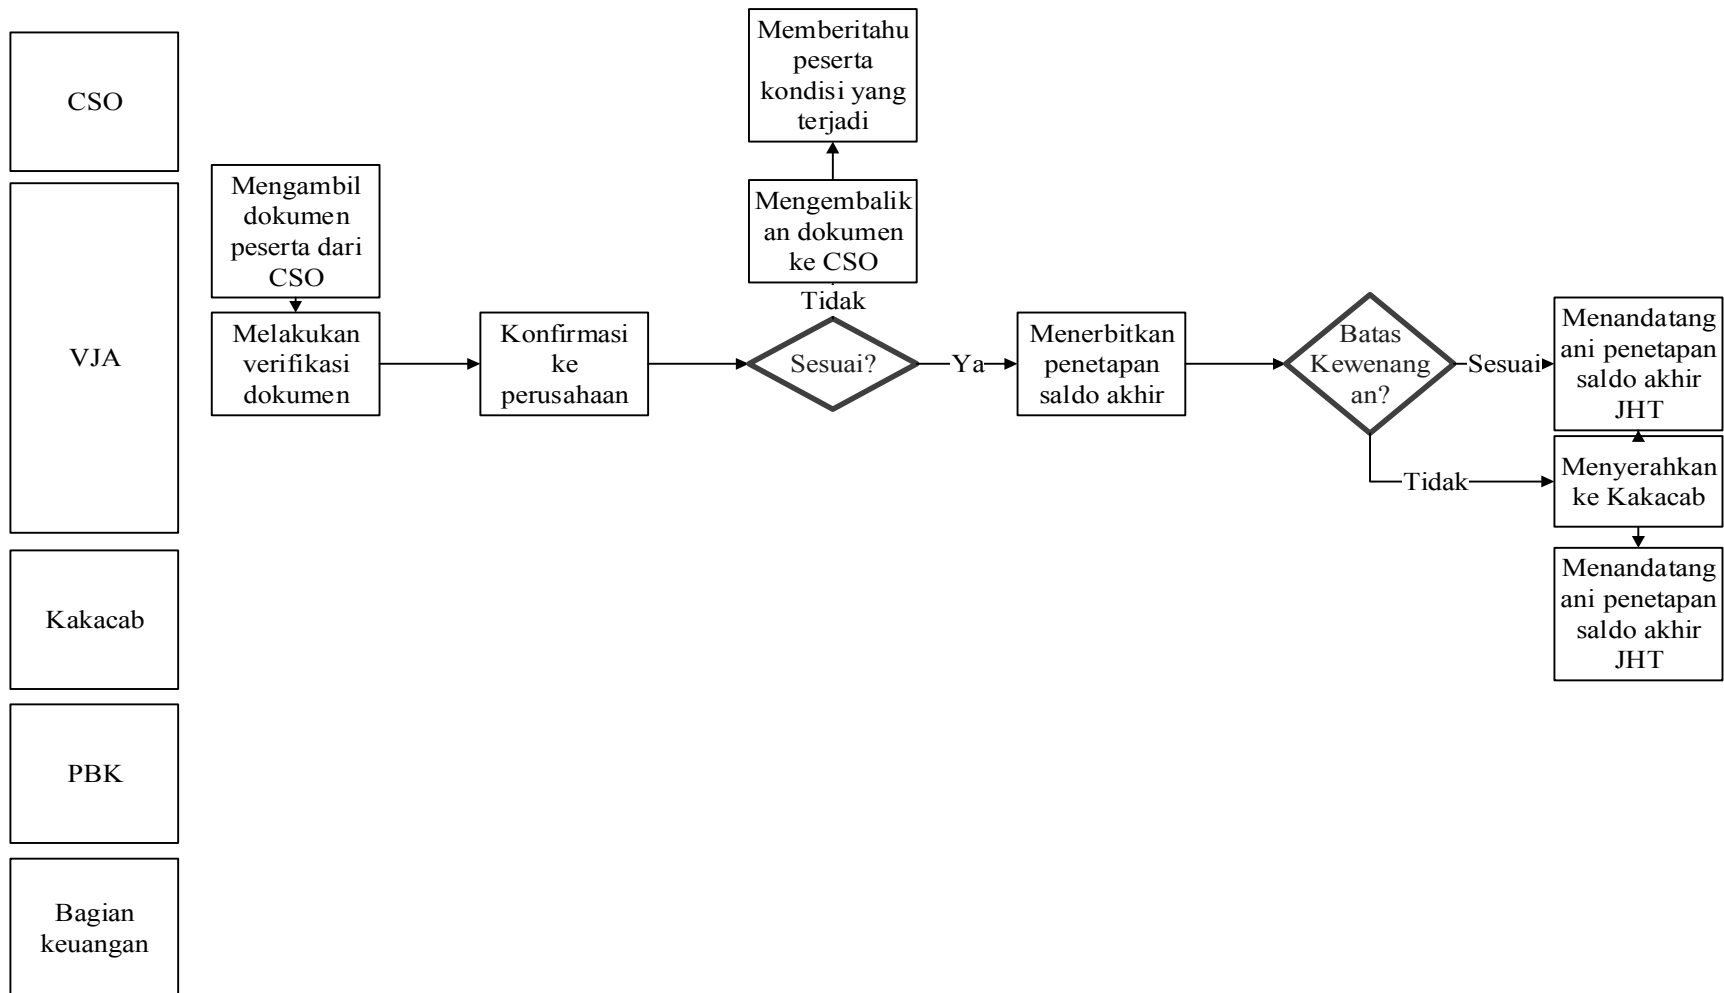 CSO
VJA
Kakacab
PBK
Bagian
keuangan
Mengambil
dokumen
peserta dari
CSO
Melakukan
verifikasi
dokumen
Konfirmasi
ke
perusahaan
Memberitahu
peserta
kondisi yang
terjadi
Mengembalik
an dokumen
ke CSO
Tidak
Sesuai?
Ya
Menerbitkan
penetapan
saldo akhir
Batas
Kewenang
an?
Sesuai
Tidak
Menandatang
ani penetapan
saldo akhir
JHT
Menyerahkan
ke Kakacab
Menandatang
ani penetapan
saldo akhir
JHT